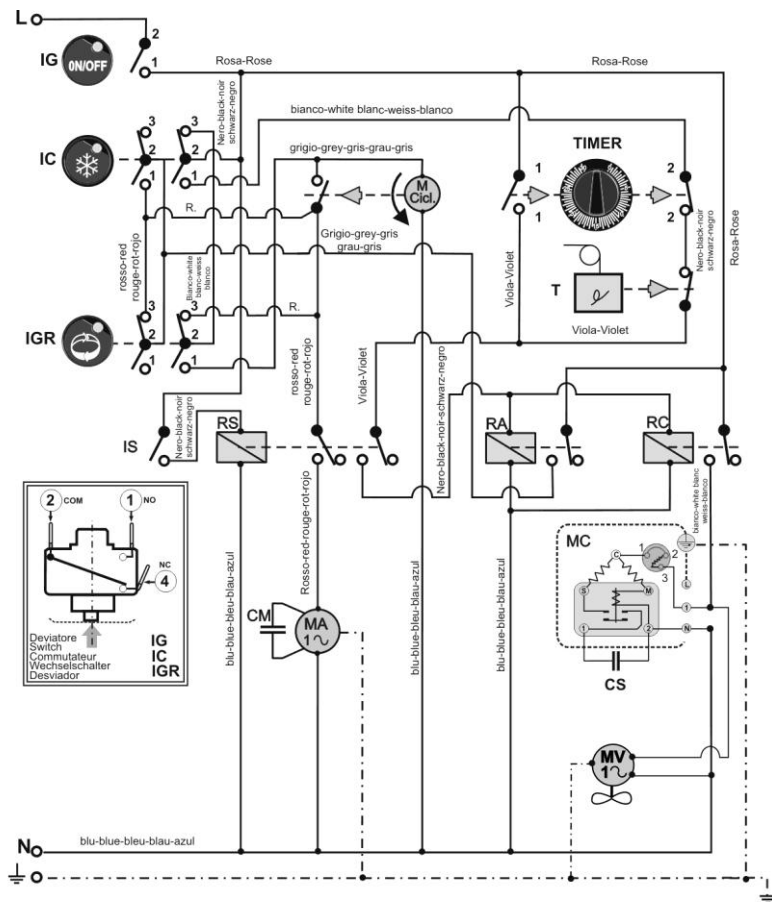 L
2
IG
ON/OFF
1
Rosa-Rose
Rosa-Rose
Nero-black-noir
schwarz-negro
bianco-white blanc-weiss-blanco
3
3
IC
2
2
1
1
grigio-grey-gris-grau-gris
TIMER
M
Cicl.
1
2
1
2
R.
Grigio-grey-gris
grau-gris
rosso-red
rouge-rot-rojo
Bianco-white
blanc-weiss
blanco
Viola-Violet
Nero-black-noir
schwarz-negro
Rosa-Rose
T
Viola-Violet
3
3
R.
IGR
2
2
1
1
rosso-red
rouge-rot-rojo
Viola-Violet
Nero-black-noir
schwarz-negro
Nero-black-noir-schwarz-negro
IS
RS
RA
RC
bianco-white blanc
weiss-blanco
2
COM
1
NO
NC
4
Deviatore
Switch
Commutateur
Wechselschalter
Desviador
IG
IC
IGR
blu-blue-bleu-blau-azul
Rosso-red-rouge-rot-rojo
blu-blue-bleu-blau-azul
blu-blue-bleu-blau-azul
CM
MA
1
MC
C
1
2
3
L
S
M
1
1
2
N
CS
MV
1
N
blu-blue-bleu-blau-azul